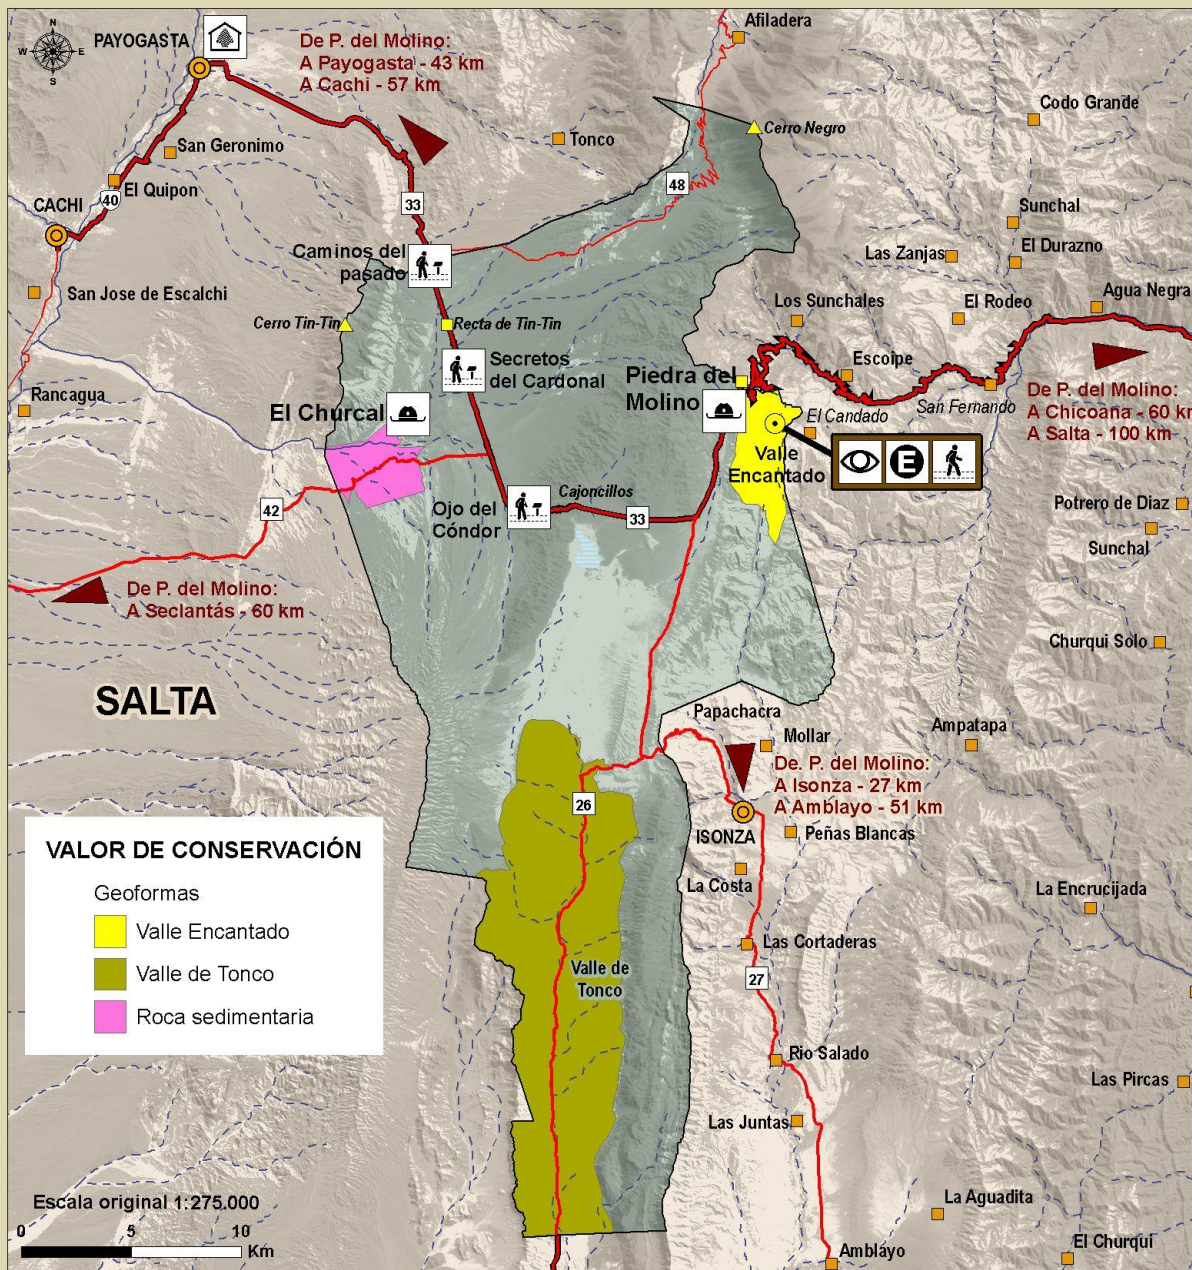 N
W
E
S
PAYOGASTA
De P. del Molino:
A Payogasta - 43 km
A Cachi - 57 km
Afiladera
Codo Grande
Cerro Negro
Tonco
San Geronimo
El Quipon
40
CACHI
33
48
Sunchal
El Durazno
Las Zanjas
Caminos del
pasado
San Jose de Escalchi
Cerro Tin-Tin
Recta de Tin-Tin
Los Sunchales
El Rodeo
Agua Negra
Secretos
del Cardonal
Escoipe
Piedra del
Molino
Rancagua
El Churcal
El Candado
San Fernando
De P. del Molino:
A Chicoana - 60 km
A Salta - 100 km
Valle
Encantado
E
42
Ojo del
Cóndor
Cajoncillos
33
Potrero de Diaz
Sunchal
De P. del Molino:
A Seclantás - 60 km
Churqui Solo
SALTA
Papachacra
Mollar
Ampatapa
De. P. del Molino:
A Isonza - 27 km
A Amblayo - 51 km
26
ISONZA
Peñas Blancas
La Costa
La Encrucijada
VALOR DE CONSERVACIÓN
Geoformas
Valle Encantado
Valle de Tonco
Roca sedimentaria
Las Cortaderas
Valle de
Tonco
27
Rio Salado
Las Pircas
Las Juntas
Escala original 1:275.000
0
5
10
Km
La Aguadita
Amblayo
El Churqui